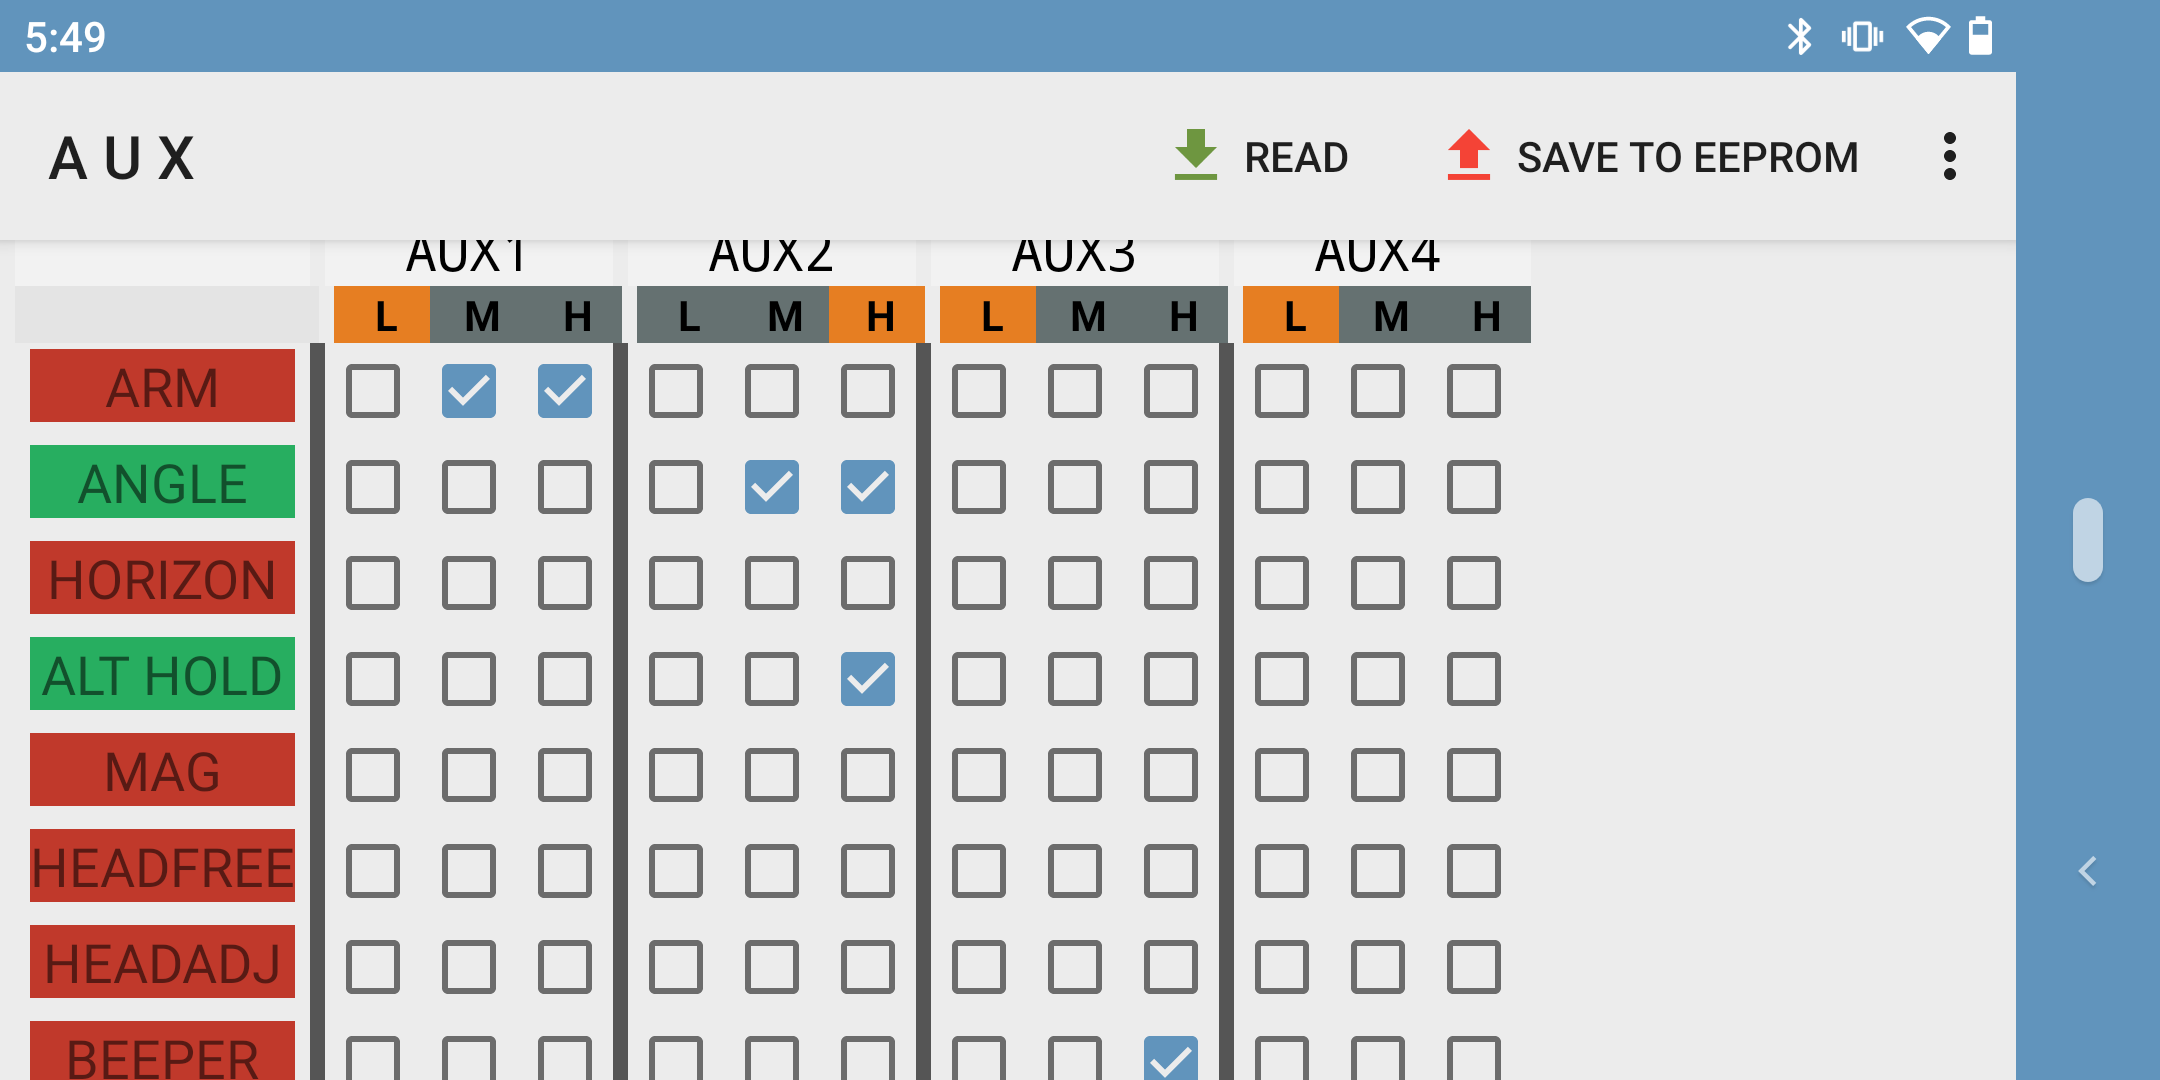 5:49
AUX READ SAVE TO EEPROM
AUX1 AUX2 AUX3 AUX4
L M H L M H L M H L M H
ARM
ANGLE
HORIZON
ALT HOLD
MAG
HEADFREE
HEADADJ
BEEPER